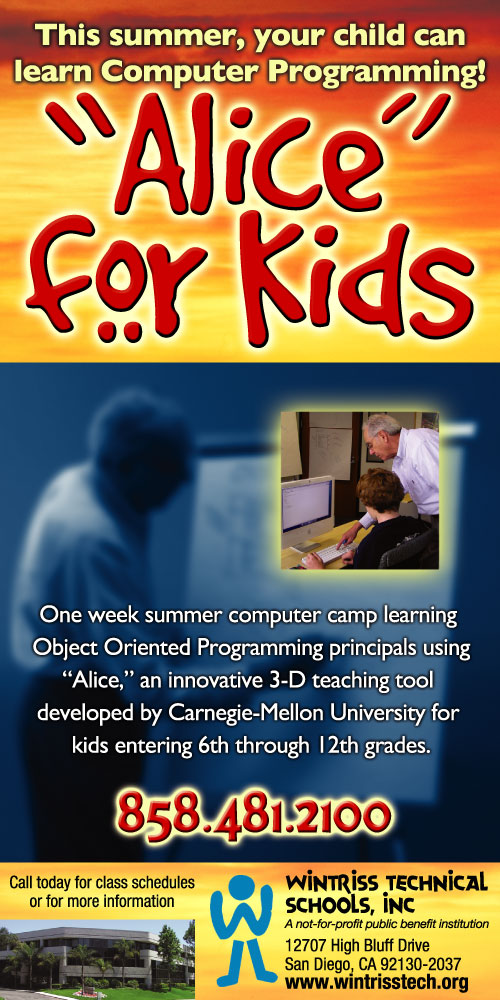 This summer, your child can
learn Computer Programming!
"Alice"
for Kids
One week summer computer camp learning
Object Oriented Programming principals using
“Alice,” an innovative 3-D teaching tool
developed by Carnegie-Mellon University for
kids entering 6th through 12th grades.
858.481.2100
Call today for class schedules
or for more information
WINTRISS TECHNICAL
SCHOOLS, INC
A not-for-profit public benefit institution
12707 High Bluff Drive
San Diego, CA 92130-2037
www.wintrisstech.org